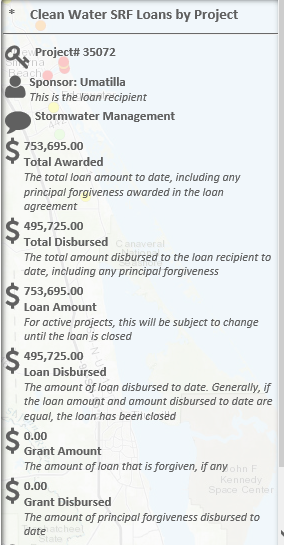 * Clean Water SRF Loans by Project
Project# 35072
Sponsor: Umatilla
This is the loan recipient
Stormwater Management
$ 753,695.00
Total Awarded
The total loan amount to date, including any
principal forgiveness awarded in the loan
agreement
$ 495,725.00
Total Disbursed
The total amount disbursed to the loan recipient to
date, including any principal forgiveness
$ 753,695.00
Loan Amount
For active projects, this will be subject to change
until the loan is closed
$ 495,725.00
Loan Disbursed
The amount of loan disbursed to date. Generally, if
the loan amount and amount disbursed to date are
equal, the loan has been closed
$ 0.00
Grant Amount
The amount of loan that is forgiven, if any
$ 0.00
Grant Disbursed
The amount of principal forgiveness disbursed to
date
Canaveral
National
John F
Kennedy
Space Center